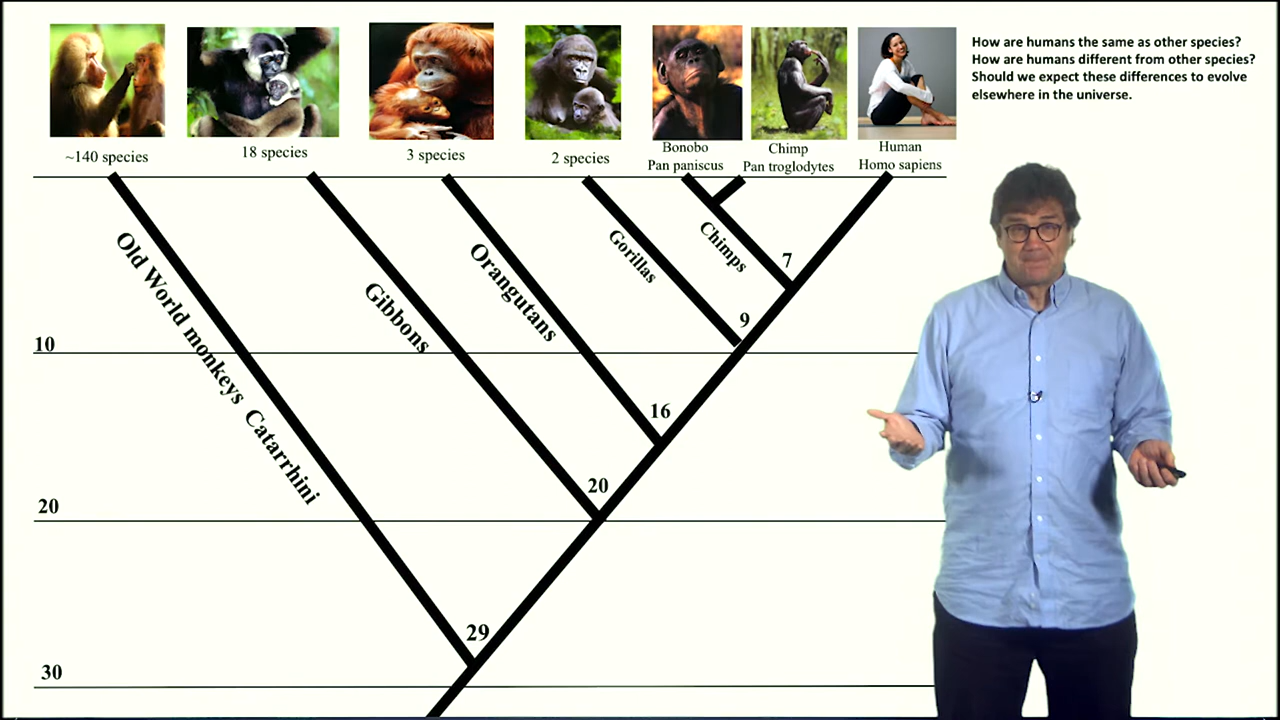 How are humans the same as other species?
How are humans different from other species?
Should we expect these differences to evolve
elsewhere in the universe.
~140 species
18 species
3 species
2 species
Bonobo
Pan paniscus
Chimp
Pan troglodytes
Human
Homo sapiens
Old World monkeys Catarrhini
Gibbons
Orangutans
Gorillas
Chimps
7
9
10
16
20
20
29
30